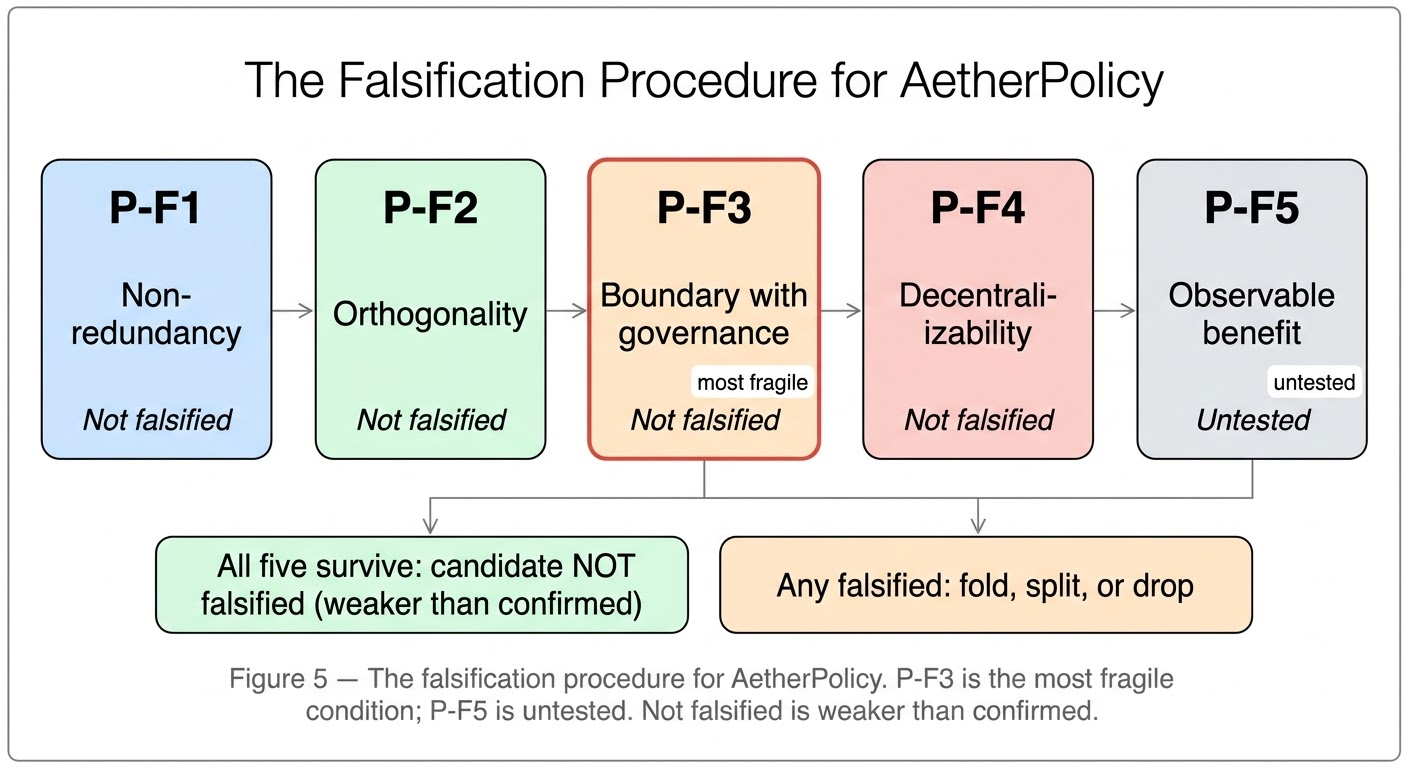 The Falsification Procedure for AetherPolicy
P-F1
Non-
redundancy
Not falsified
P-F2
Orthogonality
Not falsified
P-F3
Boundary with
governance
most fragile
Not falsified
P-F4
Decentrali-
izability
Not falsified
P-F5
Observable
benefit
untested
Untested
All five survive: candidate NOT
falsified (weaker than confirmed)
Any falsified: fold, split, or drop
Figure 5 — The falsification procedure for AetherPolicy. P-F3 is the most fragile
condition; P-F5 is untested. Not falsified is weaker than confirmed.